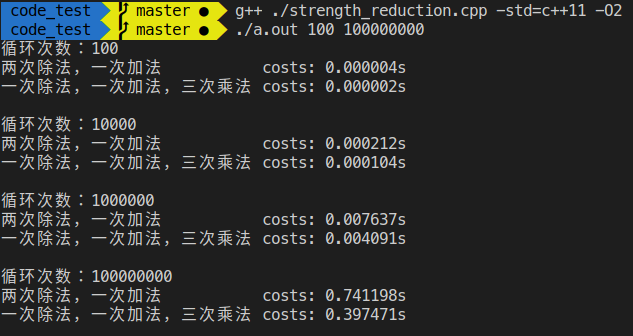 code_test master ● g++ ./strength_reduction.cpp -std=c++11 -O2
code_test master ● ./a.out 100 100000000
循环次数：100
两次除法，一次加法 costs: 0.000004s
一次除法，一次加法，三次乘法 costs: 0.000002s
循环次数：10000
两次除法，一次加法 costs: 0.000212s
一次除法，一次加法，三次乘法 costs: 0.000104s
循环次数：1000000
两次除法，一次加法 costs: 0.007637s
一次除法，一次加法，三次乘法 costs: 0.004091s
循环次数：100000000
两次除法，一次加法 costs: 0.741198s
一次除法，一次加法，三次乘法 costs: 0.397471s